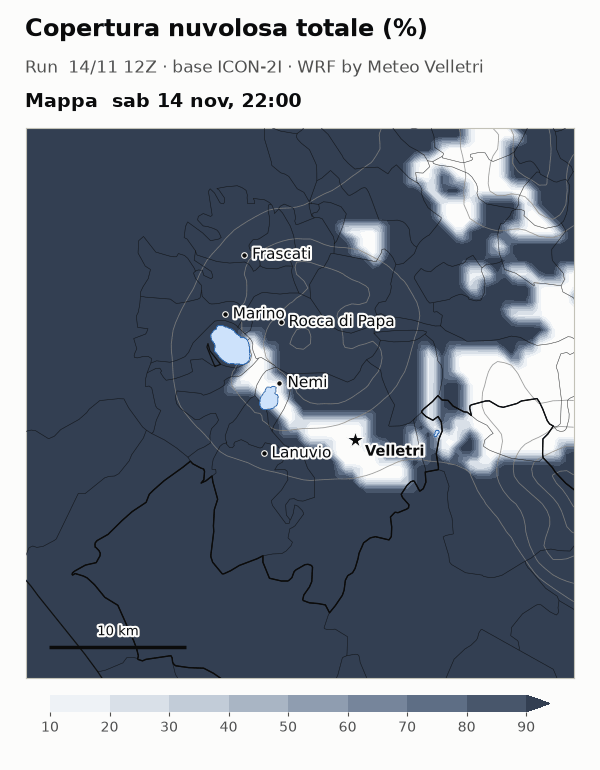 Copertura nuvolosa totale (%)
Run 14/11 12Z · base ICON-2I · WRF by Meteo Velletri
Mappa sab 14 nov, 22:00
Frascati
Marino
Rocca di Papa
Nemi
Velletri
Lanuvio
10 km
10 20 30 40 50 60 70 80 90